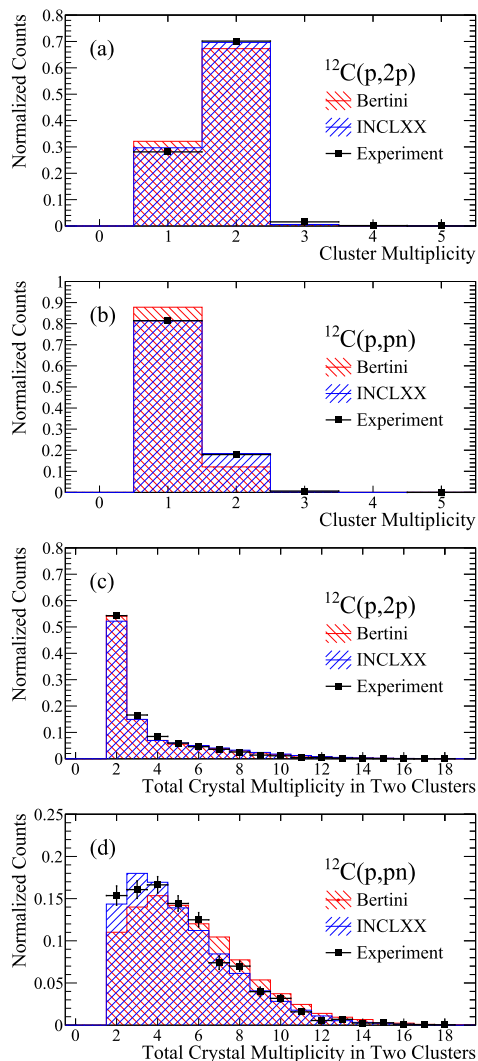 (a)
¹²C(p,2p)
Bertini
INCLXX
Experiment
Normalized Counts
0.8
0.7
0.6
0.5
0.4
0.3
0.2
0.1
0
0 1 2 3 4 5
Cluster Multiplicity
(b)
¹²C(p,pn)
Bertini
INCLXX
Experiment
Normalized Counts
1
0.9
0.8
0.7
0.6
0.5
0.4
0.3
0.2
0.1
0
0 1 2 3 4 5
Cluster Multiplicity
(c)
¹²C(p,2p)
Bertini
INCLXX
Experiment
Normalized Counts
0.8
0.7
0.6
0.5
0.4
0.3
0.2
0.1
0
0 2 4 6 8 10 12 14 16 18
Total Crystal Multiplicity in Two Clusters
(d)
¹²C(p,pn)
Bertini
INCLXX
Experiment
Normalized Counts
0.25
0.2
0.15
0.1
0.05
0
0 2 4 6 8 10 12 14 16 18
Total Crystal Multiplicity in Two Clusters